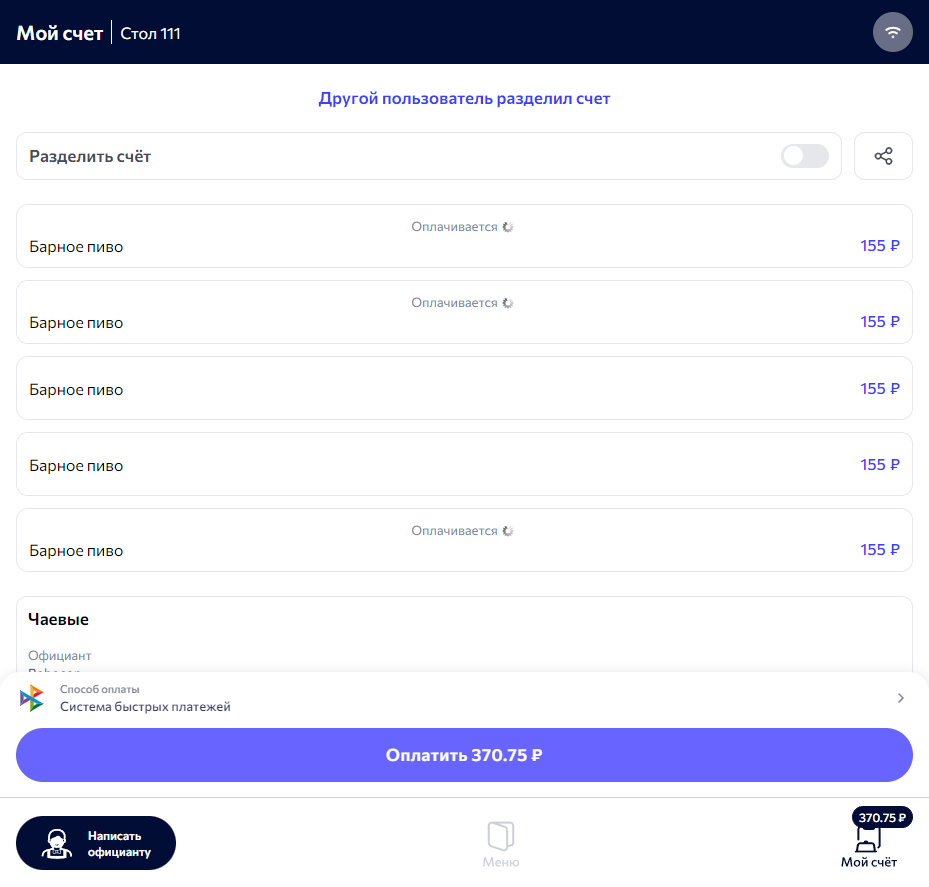 Мой счет
Стол 111
Другой пользователь разделил счет
Разделить счёт
Оплачивается
Барное пиво 155 ₽
Оплачивается
Барное пиво 155 ₽
Барное пиво 155 ₽
Барное пиво 155 ₽
Оплачивается
Барное пиво 155 ₽
Чаевые
Официант
Способ оплаты
Система быстрых платежей
Оплатить 370.75 ₽
Написать
официанту
Меню
370.75 ₽
Мой счёт